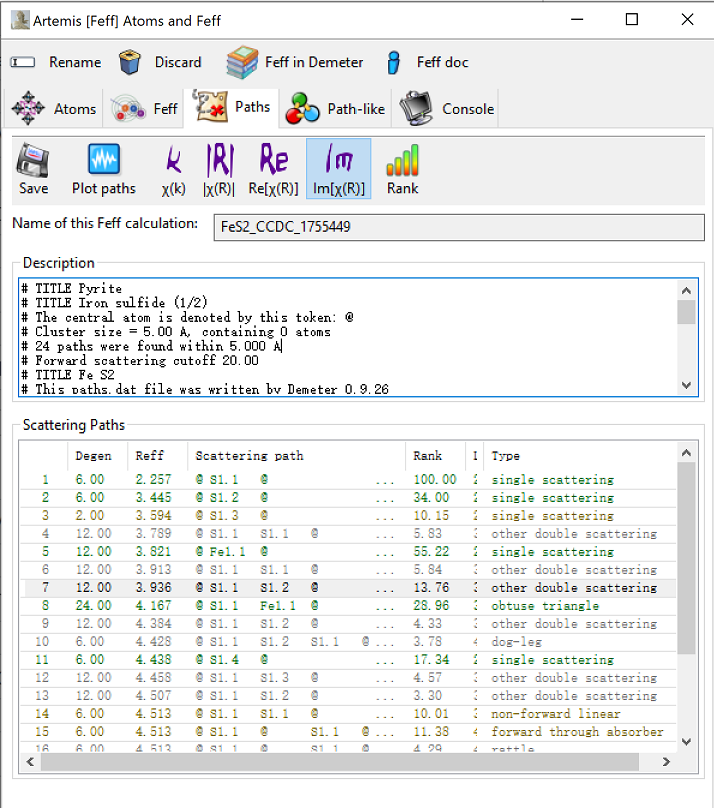 Artemis [Feff] Atoms and Feff
Rename Discard Feff in Demeter Feff doc
Atoms Feff Paths Path-like Console
k |R| Re Im
Save Plot paths χ(k) |χ(R)| Re[χ(R)] Im[χ(R)] Rank
Name of this Feff calculation: FeS2_CCDC_1755449
Description
# TITLE Pyrite
# TITLE Iron sulfide (1/2)
# The central atom is denoted by this token: @
# Cluster size = 5.00 A, containing 0 atoms
# 24 paths were found within 5.000 A
# Forward scattering cutoff 20.00
# TITLE Fe S2
# This paths.dat file was written by Demeter 0.9.26
Scattering Paths
Degen Reff Scattering path Rank Type
1 6.00 2.257 @ S1.1 @ ... 100.00 2 single scattering
2 6.00 3.445 @ S1.2 @ ... 34.00 2 single scattering
3 2.00 3.594 @ S1.3 @ ... 10.15 2 single scattering
4 12.00 3.789 @ S1.1 S1.1 @ ... 5.83 3 other double scattering
5 12.00 3.821 @ Fe1.1 @ ... 55.22 2 single scattering
6 12.00 3.913 @ S1.1 S1.1 @ ... 5.84 3 other double scattering
7 12.00 3.936 @ S1.1 S1.2 @ ... 13.76 3 other double scattering
8 24.00 4.167 @ S1.1 Fe1.1 @ ... 28.96 3 obtuse triangle
9 12.00 4.384 @ S1.1 S1.2 @ ... 4.33 3 other double scattering
10 6.00 4.428 @ S1.1 S1.2 S1.1 @ ... 3.78 4 dog-leg
11 6.00 4.438 @ S1.4 @ ... 17.34 2 single scattering
12 12.00 4.458 @ S1.1 S1.3 @ ... 4.57 3 other double scattering
13 12.00 4.507 @ S1.1 S1.2 @ ... 3.30 3 other double scattering
14 6.00 4.513 @ S1.1 S1.1 @ ... 10.01 3 non-forward linear
15 6.00 4.513 @ S1.1 @ S1.1 @ ... 11.38 4 forward through absorber
16 6.00 4.513 @ S1.1 @ S1.1 @ ... 4.29 4 rattle